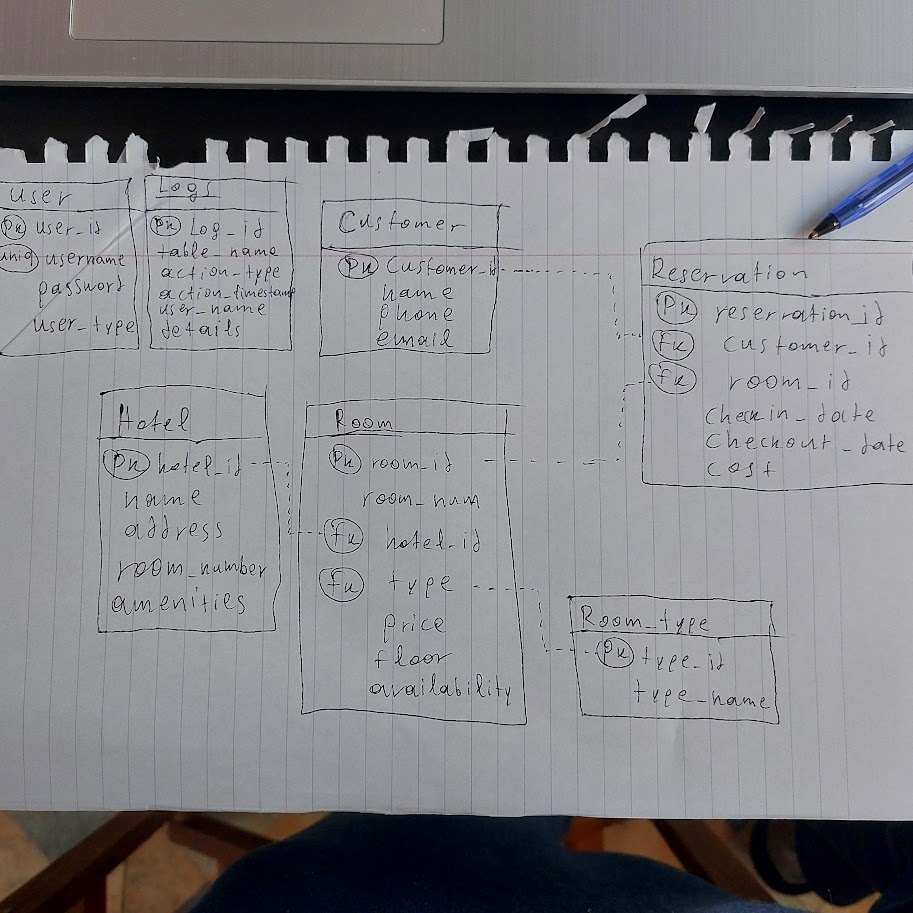 User
Pk user_id
uniq username
password
user_type
Logs
Pk Log_id
table_name
action_type
action_timestamp
user_name
details
Customer
Pk Customer_id
name
phone
email
Reservation
Pk reservation_id
Fk Customer_id
Fk room_id
Checkin_date
Checkout_date
Cost
Hotel
Pk hotel_id
name
address
room_number
amenities
Room
Pk room_id
room_num
Fk hotel_id
Fk type
price
floor
availability
Room_type
Pk type_id
type_name